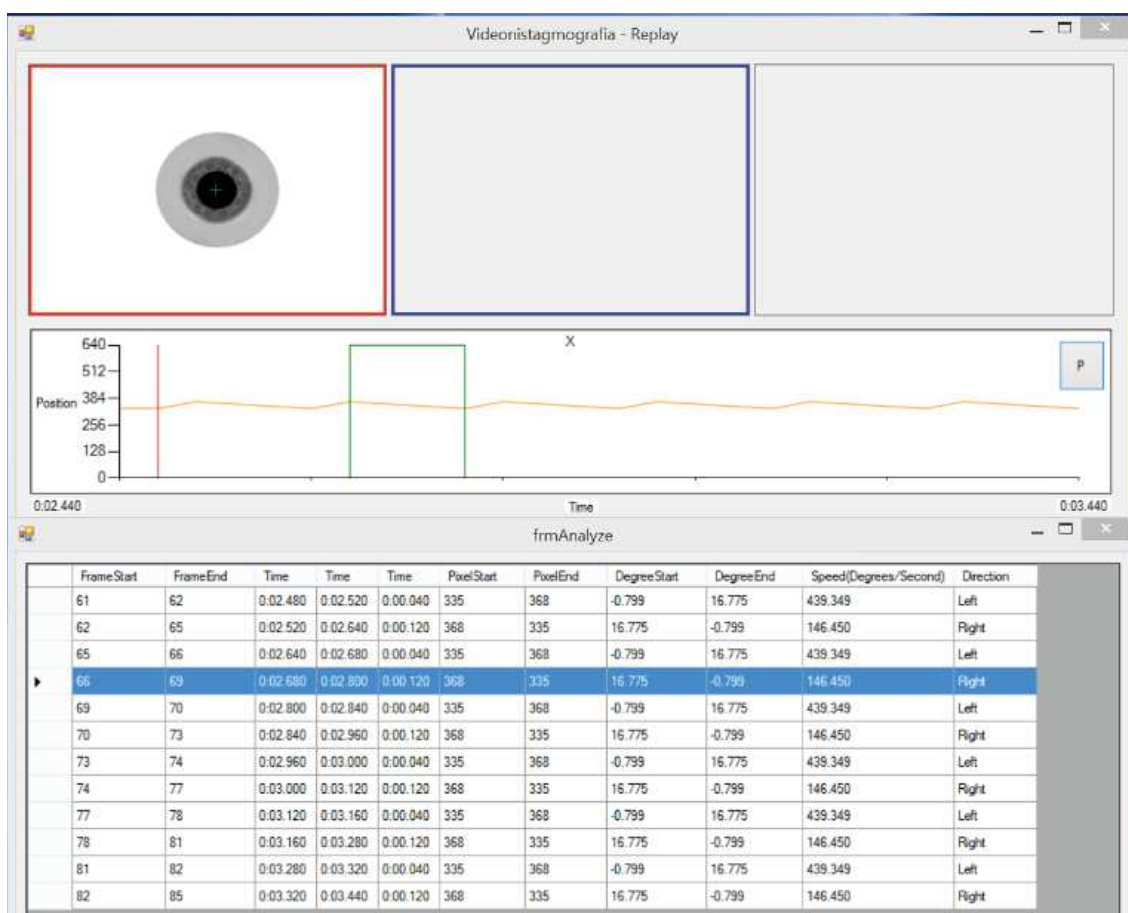 Videonistagmografia - Replay
X
P
640
512
Position 384
256
128
0
0:02.440 Time 0:03.440
frmAnalyze
FrameStart FrameEnd Time Time Time PixelStart PixelEnd DegreeStart DegreeEnd Speed(Degrees/Second) Direction
61 62 0:02.480 0:02.520 0:00.040 335 368 -0.799 16.775 439.349 Left
62 65 0:02.520 0:02.640 0:00.120 368 335 16.775 -0.799 146.450 Right
65 66 0:02.640 0:02.680 0:00.040 335 368 -0.799 16.775 439.349 Left
66 69 0:02.680 0:02.800 0:00.120 368 335 16.775 -0.799 146.450 Right
69 70 0:02.800 0:02.840 0:00.040 335 368 -0.799 16.775 439.349 Left
70 73 0:02.840 0:02.960 0:00.120 368 335 16.775 -0.799 146.450 Right
73 74 0:02.960 0:03.000 0:00.040 335 368 -0.799 16.775 439.349 Left
74 77 0:03.000 0:03.120 0:00.120 368 335 16.775 -0.799 146.450 Right
77 78 0:03.120 0:03.160 0:00.040 335 368 -0.799 16.775 439.349 Left
78 81 0:03.160 0:03.280 0:00.120 368 335 16.775 -0.799 146.450 Right
81 82 0:03.280 0:03.320 0:00.040 335 368 -0.799 16.775 439.349 Left
82 85 0:03.320 0:03.440 0:00.120 368 335 16.775 -0.799 146.450 Right